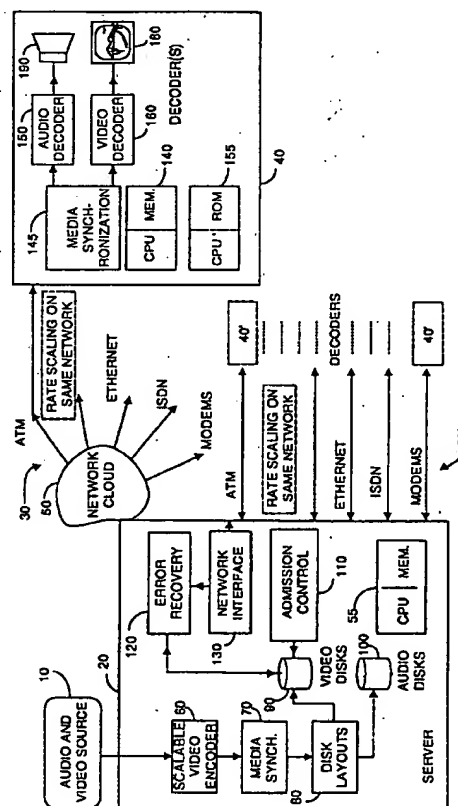 10
AUDIO AND
VIDEO SOURCE
20
60
SCALABLE
VIDEO
ENCODER
70
MEDIA
SYNCH.
DISK
LAYOUTS
80
120
ERROR
RECOVERY
NETWORK
INTERFACE
130
90
VIDEO
DISKS
ADMISSION
CONTROL
110
100
AUDIO
DISKS
55
CPU
MEM.
SERVER
30
50
NETWORK
CLOUD
ATM
RATE SCALING ON
SAME NETWORK
ETHERNET
ISDN
MODEMS
ATM
RATE SCALING ON
SAME NETWORK
ETHERNET
ISDN
MODEMS
40'
DECODERS
40'
145
MEDIA
SYNCH-
RONIZATION
150
AUDIO
DECODER
190
VIDEO
DECODER
160
180
DECODER(S)
CPU
MEM.
140
CPU'
ROM
155
40